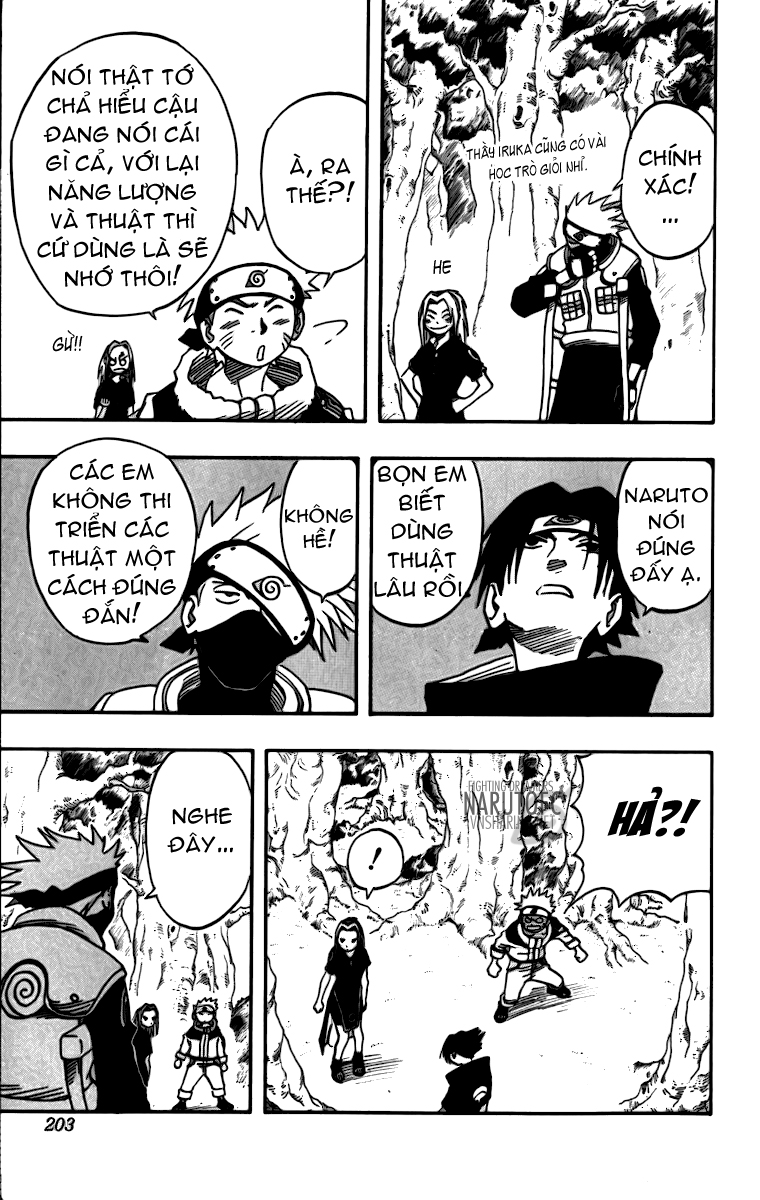 CHÍNH
XÁC!
...
THẦY IRUKA CŨNG CÓ VÀI
HỌC TRÒ GIỎI NHỈ.
HE
À, RA
THẾ?!
NÓI THẬT TỚ
CHẢ HIỂU CẬU
ĐANG NÓI CÁI
GÌ CẢ, VỚI LẠI
NĂNG LƯỢNG
VÀ THUẬT THÌ
CỨ DÙNG LÀ SẼ
NHỚ THÔI!
GỪ!!
NARUTO
NÓI
ĐÚNG
ĐẤY Ạ.
BỌN EM
BIẾT
DÙNG
THUẬT
LÂU RỒI.
KHÔNG
HỀ!
CÁC EM
KHÔNG THI
TRIỂN CÁC
THUẬT MỘT
CÁCH ĐÚNG
ĐẮN!
HẢ?!
!
NGHE
ĐÂY...
203